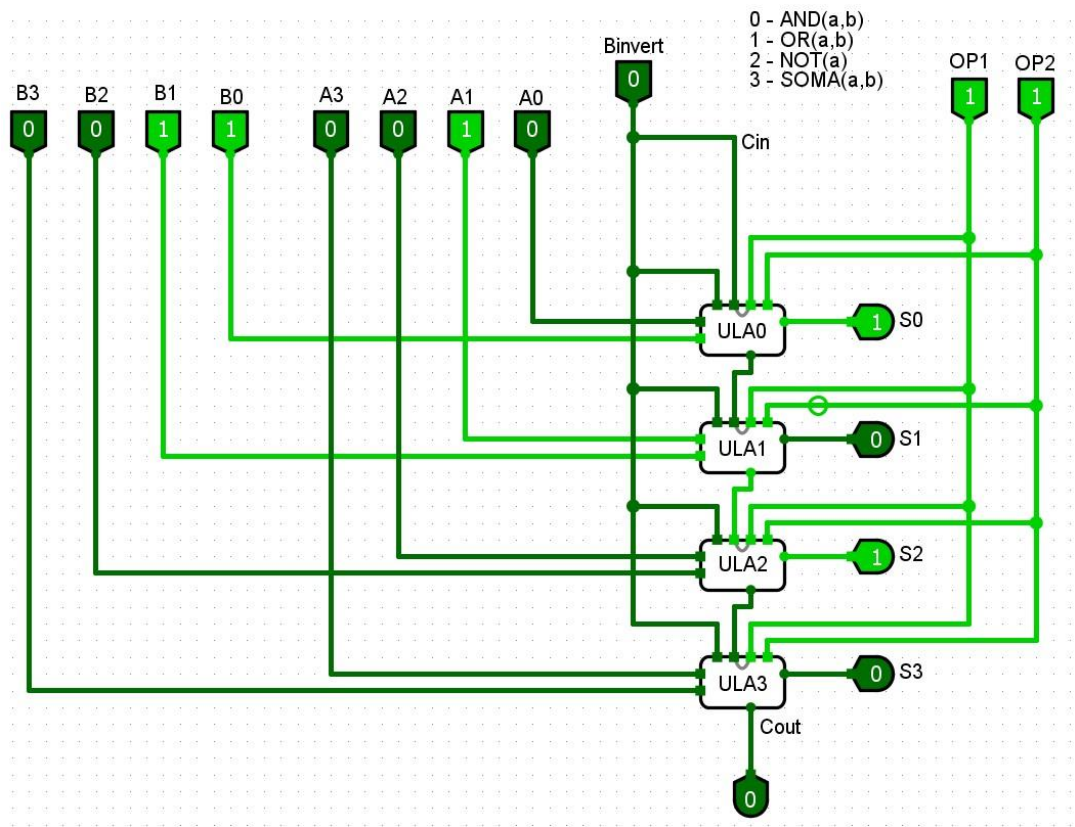 0 - AND(a,b)
1 - OR(a,b)
2 - NOT(a)
3 - SOMA(a,b)
Binvert
0
OP1 OP2
1 1
B3 B2 B1 B0 A3 A2 A1 A0
0 0 1 1 0 0 1 0
Cin
ULA0
1 S0
ULA1
0 S1
ULA2
1 S2
ULA3
0 S3
Cout
0